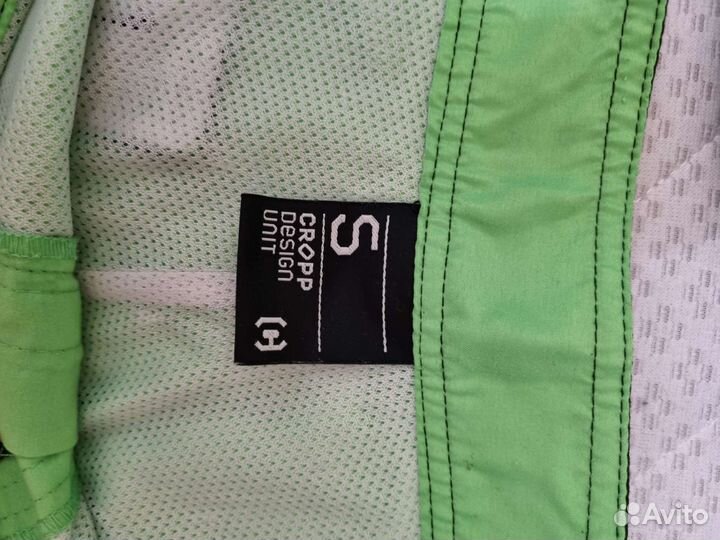 S
CROPP
DESIGN
UNIT
(C)
Avito